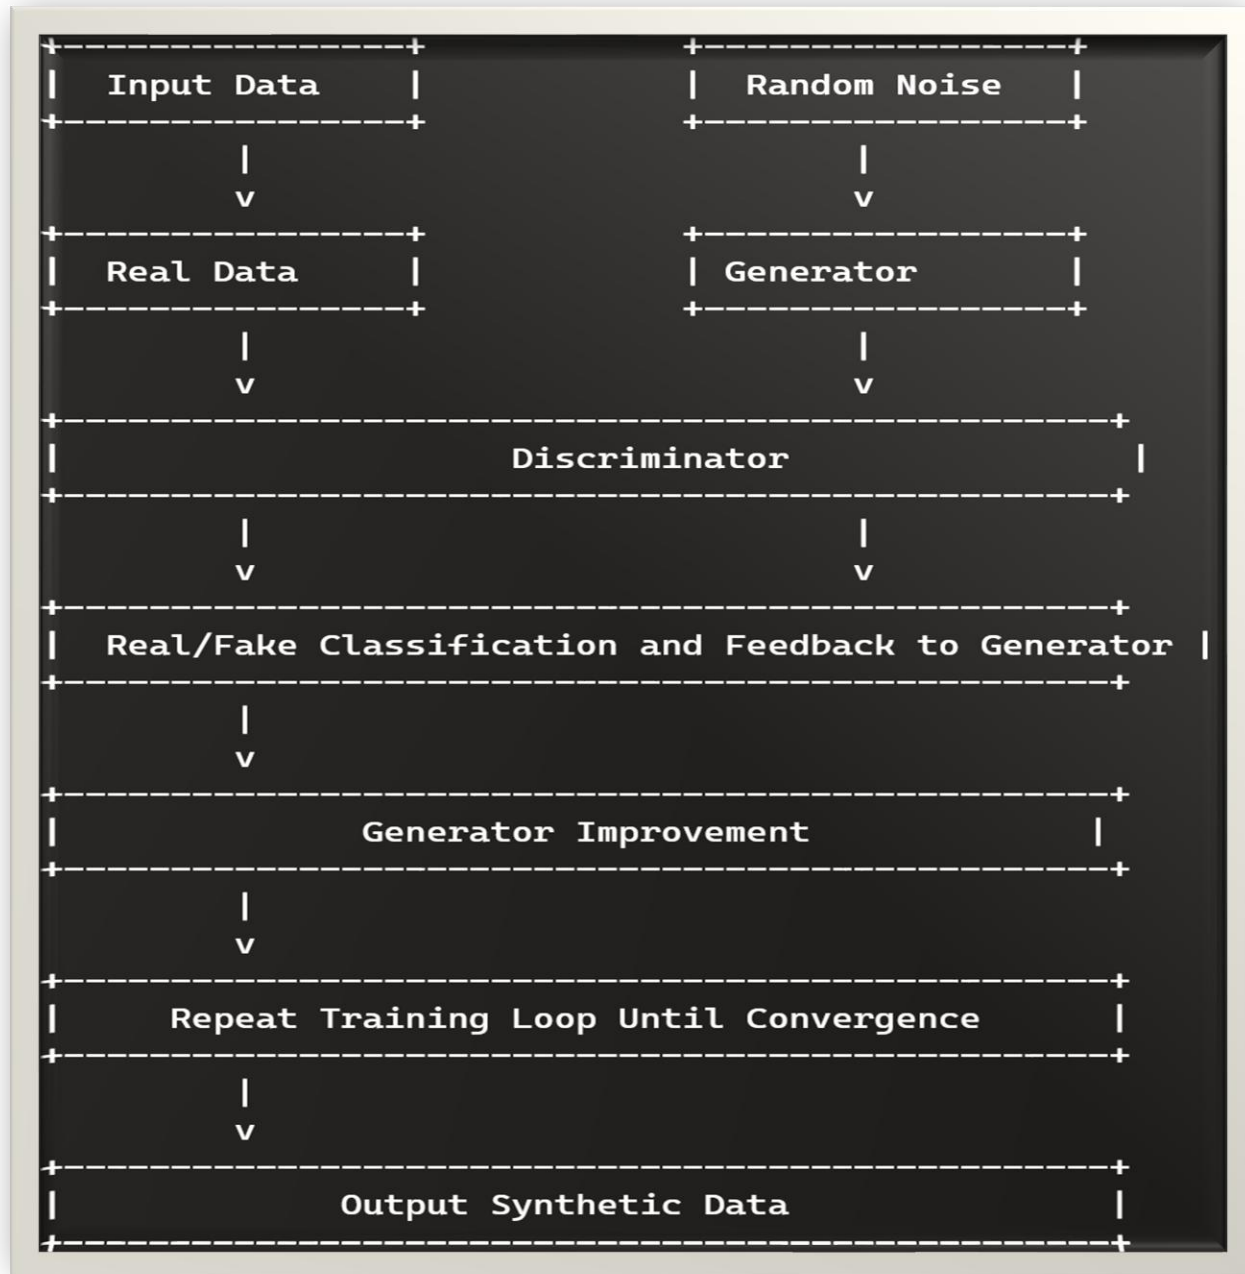 Input Data Random Noise
Real Data Generator
Discriminator
Real/Fake Classification and Feedback to Generator
Generator Improvement
Repeat Training Loop Until Convergence
Output Synthetic Data